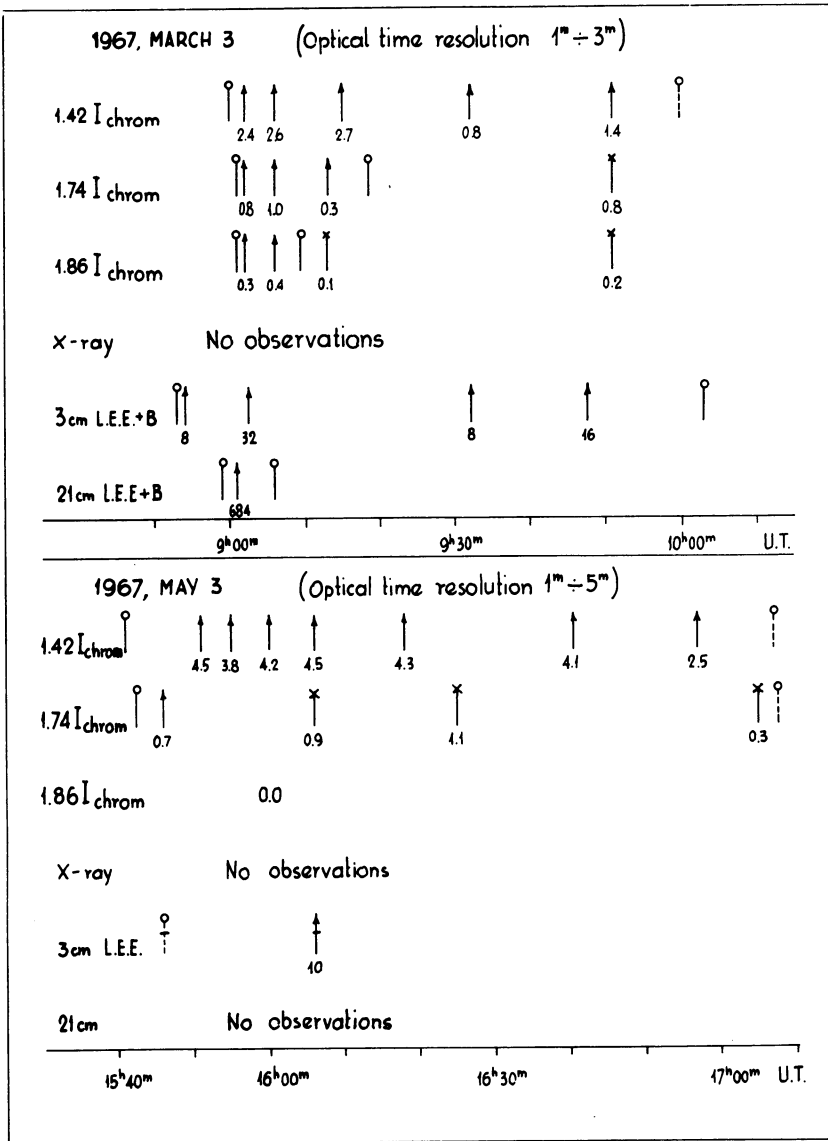 1967, MARCH 3 (Optical time resolution 1ᵐ÷3ᵐ)
1.42 I chrom
2.4 2.6 2.7 0.8 1.4
1.74 I chrom
0.8 1.0 0.3 0.8
1.86 I chrom
0.3 0.4 0.1 0.2
X-ray No observations
3cm L.E.E.+B
8 32 8 16
21cm L.E.E+B
684
9ʰ00ᵐ 9ʰ30ᵐ 10ʰ00ᵐ U.T.
1967, MAY 3 (Optical time resolution 1ᵐ÷5ᵐ)
1.42 I chrom
4.5 3.8 4.2 4.5 4.3 4.1 2.5
1.74 I chrom
0.7 0.9 1.1 0.3
1.86 I chrom 0.0
X-ray No observations
3cm L.E.E.
10
21cm No observations
15ʰ40ᵐ 16ʰ00ᵐ 16ʰ30ᵐ 17ʰ00ᵐ U.T.